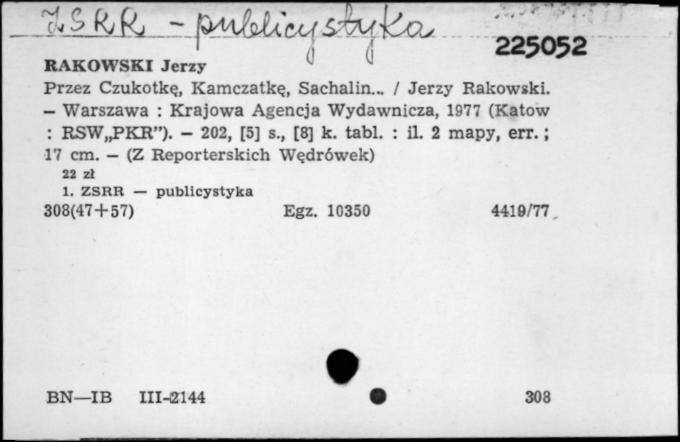 ZSRR - publicystyka
225052
RAKOWSKI Jerzy
Przez Czukotkę, Kamczatkę, Sachalin... / Jerzy Rakowski.
— Warszawa : Krajowa Agencja Wydawnicza, 1977 (Katow
: RSW„PKR”). — 202, [5] s., [8] k. tabl. : il. 2 mapy, err. ;
17 cm. — (Z Reporterskich Wędrówek)
22 zł
1. ZSRR — publicystyka
308(47+57) Egz. 10350 4419/77
BN—IB III-2144 308